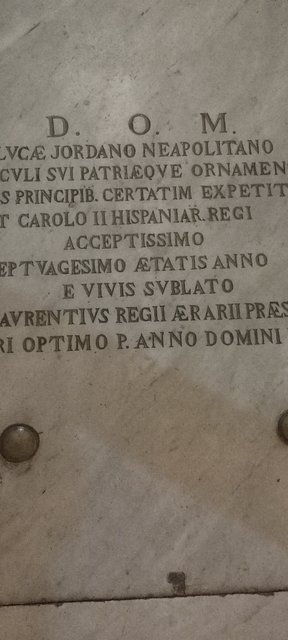 D. O. M.
LVCÆ JORDANO NEAPOLITANO
CVLI SVI PATRIÆQVE ORNAMEN
S PRINCIPIB. CERTATIM EXPETIT
T CAROLO II HISPANIAR. REGI
ACCEPTISSIMO
EPTVAGESIMO ÆTATIS ANNO
E VIVIS SVBLATO
AVRENTIVS REGII ÆRARII PRÆS
RI OPTIMO P. ANNO DOMINI